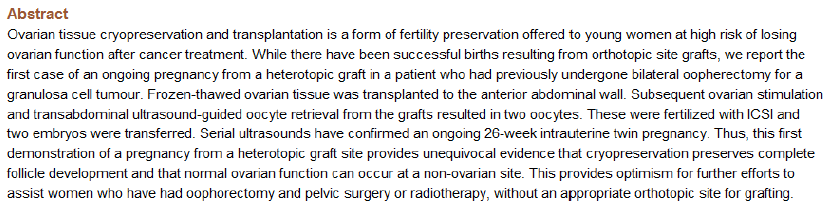 Abstract
Ovarian tissue cryopreservation and transplantation is a form of fertility preservation offered to young women at high risk of losing
ovarian function after cancer treatment. While there have been successful births resulting from orthotopic site grafts, we report the
first case of an ongoing pregnancy from a heterotopic graft in a patient who had previously undergone bilateral oopherectomy for a
granulosa cell tumour. Frozen-thawed ovarian tissue was transplanted to the anterior abdominal wall. Subsequent ovarian stimulation
and transabdominal ultrasound-guided oocyte retrieval from the grafts resulted in two oocytes. These were fertilized with ICSI and
two embryos were transferred. Serial ultrasounds have confirmed an ongoing 26-week intrauterine twin pregnancy. Thus, this first
demonstration of a pregnancy from a heterotopic graft site provides unequivocal evidence that cryopreservation preserves complete
follicle development and that normal ovarian function can occur at a non-ovarian site. This provides optimism for further efforts to
assist women who have had oophorectomy and pelvic surgery or radiotherapy, without an appropriate orthotopic site for grafting.